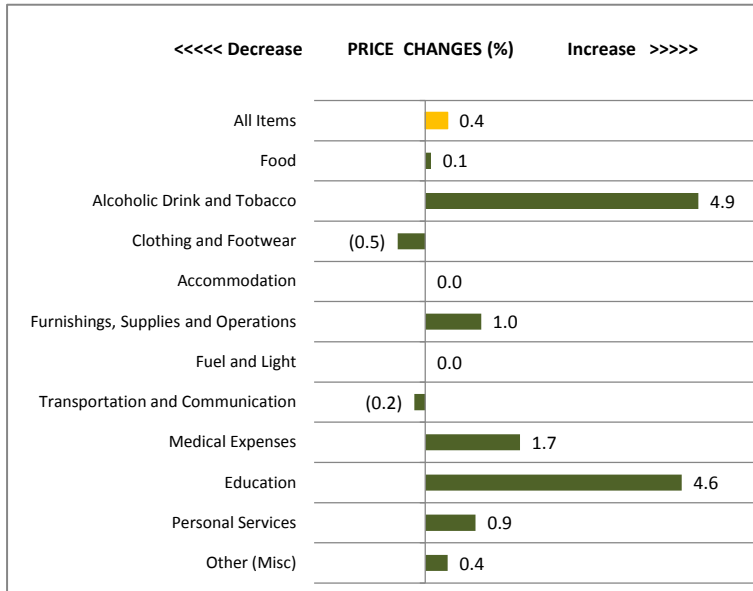 <<<<< Decrease PRICE CHANGES (%) Increase >>>>>
All Items 0.4
Food 0.1
Alcoholic Drink and Tobacco 4.9
Clothing and Footwear (0.5)
Accommodation 0.0
Furnishings, Supplies and Operations 1.0
Fuel and Light 0.0
Transportation and Communication (0.2)
Medical Expenses 1.7
Education 4.6
Personal Services 0.9
Other (Misc) 0.4